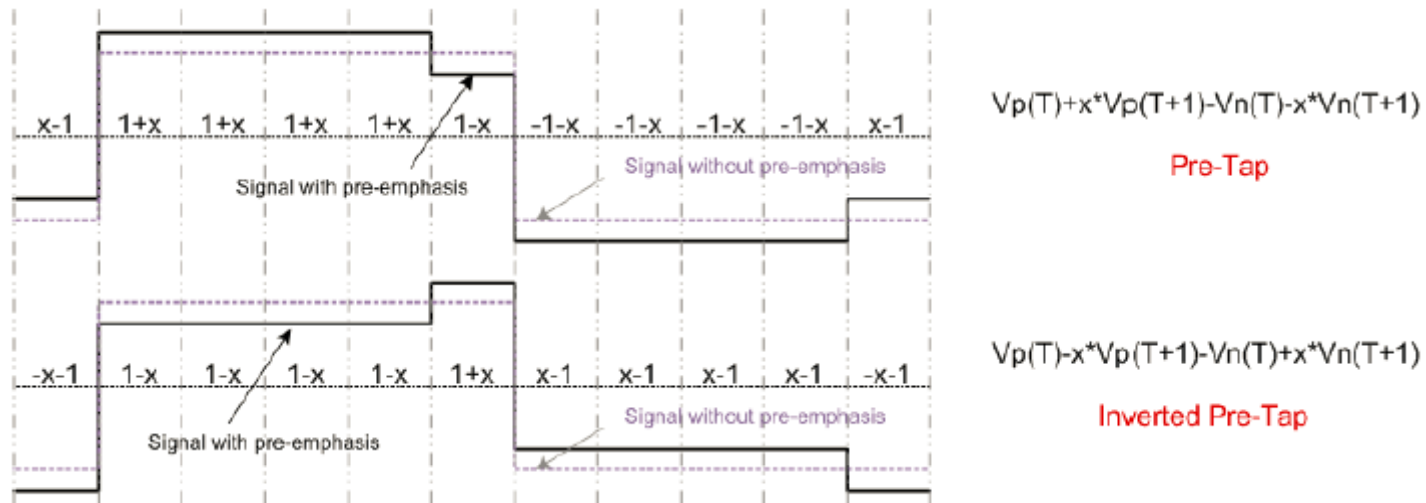 x-1 1+x 1+x 1+x 1+x 1-x -1-x -1-x -1-x -1-x x-1
Signal with pre-emphasis
Signal without pre-emphasis
Vp(T)+x*Vp(T+1)-Vn(T)-x*Vn(T+1)
Pre-Tap
-x-1 1-x 1-x 1-x 1-x 1+x x-1 x-1 x-1 x-1 -x-1
Signal with pre-emphasis
Signal without pre-emphasis
Vp(T)-x*Vp(T+1)-Vn(T)+x*Vn(T+1)
Inverted Pre-Tap